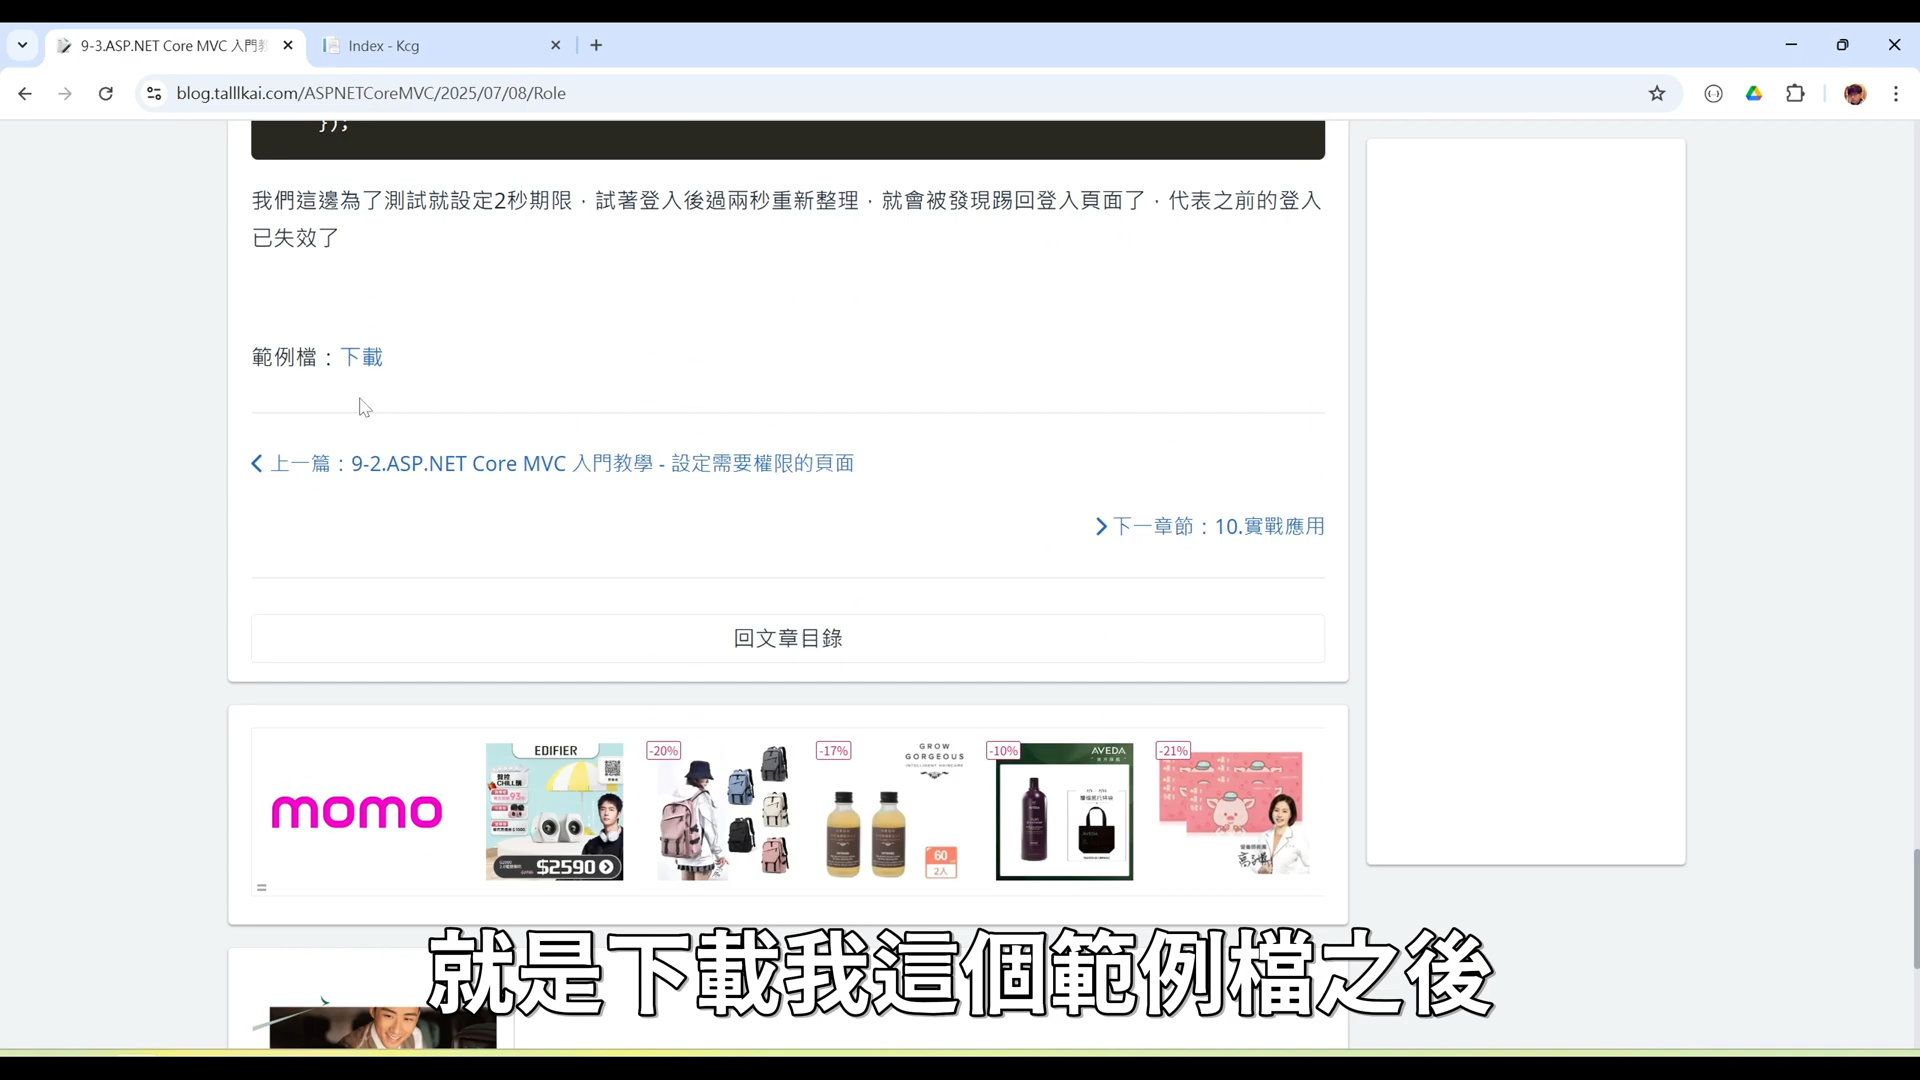 9-3.ASP.NET Core MVC 入門教
Index - Kcg
blog.talllkai.com/ASPNETCoreMVC/2025/07/08/Role
});
我們這邊為了測試就設定2秒期限，試著登入後過兩秒重新整理，就會被發現踢回登入頁面了，代表之前的登入
已失效了
範例檔：下載
上一篇：9-2.ASP.NET Core MVC 入門教學 - 設定需要權限的頁面
下一章節：10.實戰應用
回文章目錄
momo
EDIFIER
$2590
-20%
-17%
GROW
GORGEOUS
INTELLIGENT HAIRCARE
60
2人
-10%
AVEDA
-21%
就是下載我這個範例檔之後